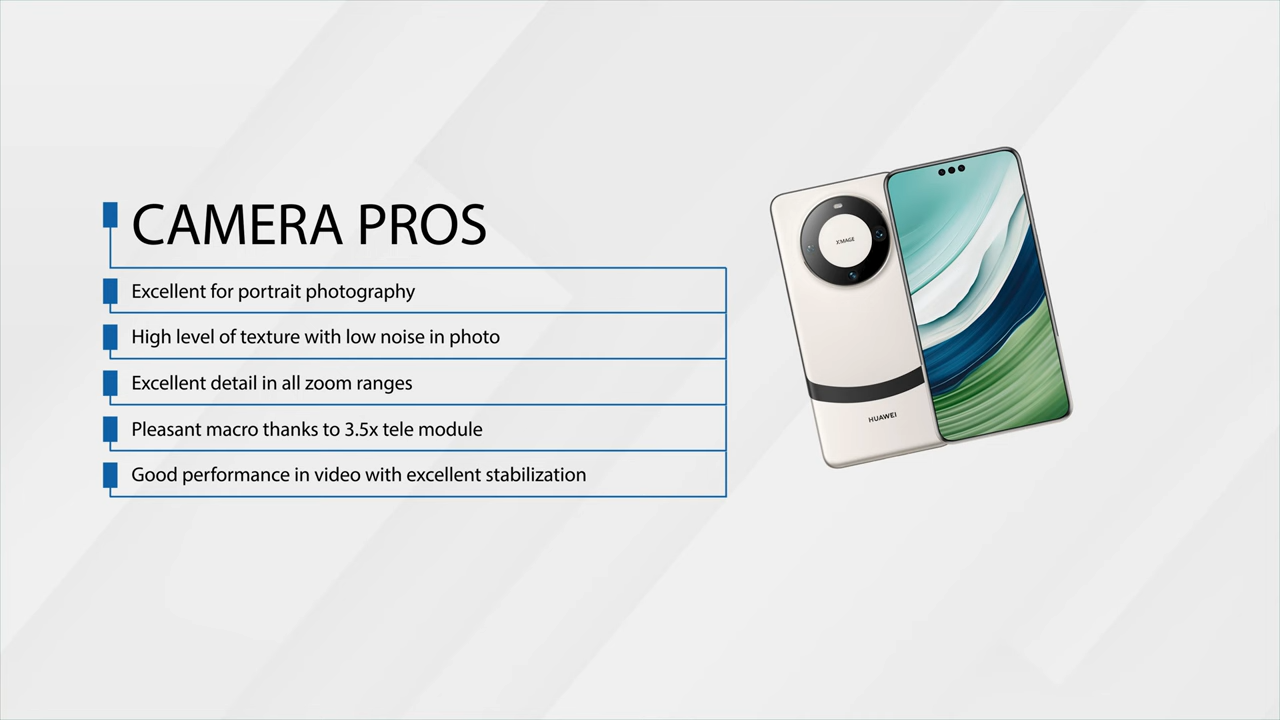 CAMERA PROS
Excellent for portrait photography
High level of texture with low noise in photo
Excellent detail in all zoom ranges
Pleasant macro thanks to 3.5x tele module
Good performance in video with excellent stabilization
XMAGE
HUAWEI